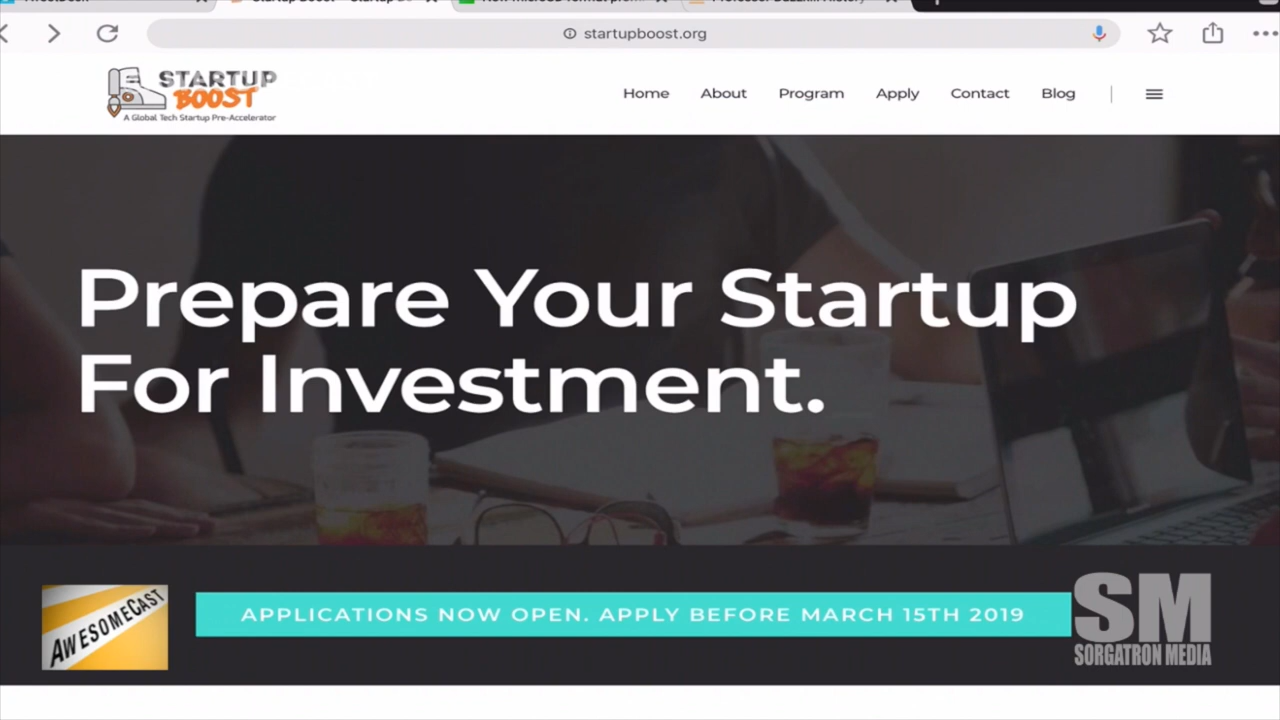 startupboost.org
STARTUP
BOOST
A Global Tech Startup Pre-Accelerator
Home About Program Apply Contact Blog
Prepare Your Startup
For Investment.
AWESOMECAST
APPLICATIONS NOW OPEN. APPLY BEFORE MARCH 15TH 2019
SM
SORGATRON MEDIA